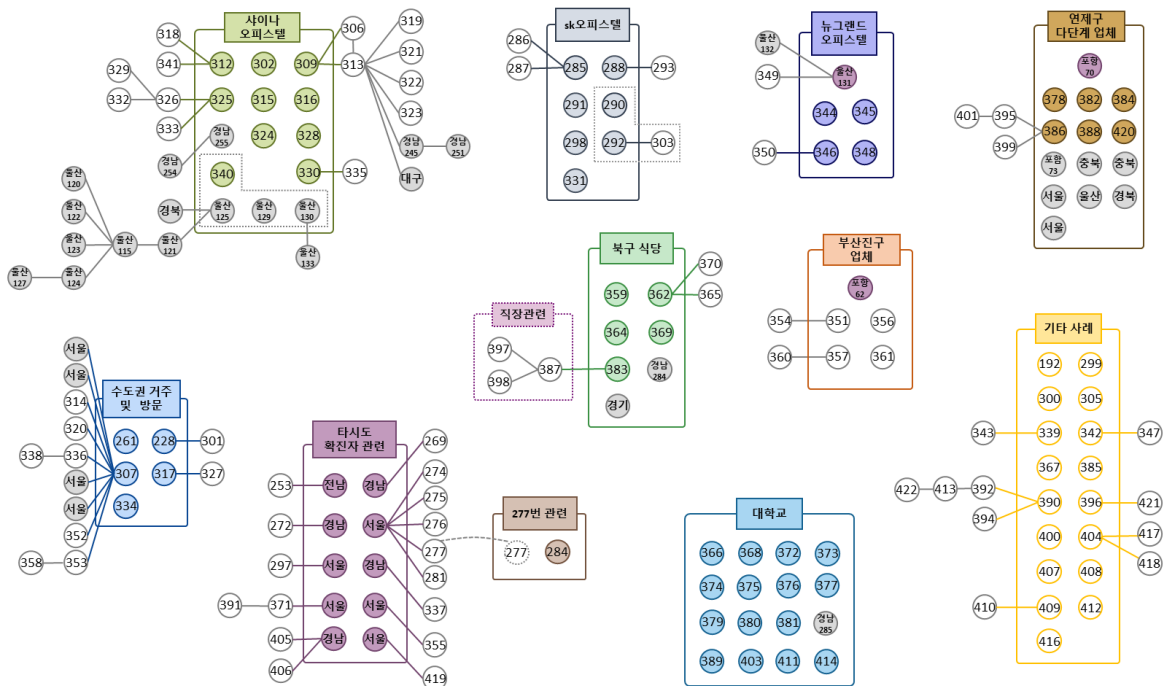 샤이나
오피스텔
318
341
312
302
309
306
319
313
321
322
323
329
332
326
333
325
315
316
324
328
경남
255
경남
254
340
330
335
경남
245
경남
251
대구
울산
120
울산
122
울산
123
울산
127
울산
124
울산
115
울산
121
경북
울산
125
울산
129
울산
130
울산
133
sk오피스텔
286
287
285
288
293
291
290
298
292
303
331
뉴그랜드
오피스텔
울산
132
349
울산
131
344
345
350
346
348
연제구
다단계 업체
포항
70
378
382
384
401
395
399
386
388
420
포항
73
충북
충북
서울
울산
경북
서울
북구 식당
359
362
370
365
364
369
383
경남
284
경기
직장관련
397
398
387
부산진구
업체
포항
62
354
351
356
360
357
361
기타 사례
192
299
300
305
343
339
342
347
367
385
422
413
392
394
390
396
421
400
404
417
418
407
408
410
409
412
416
수도권 거주
및 방문
서울
서울
314
320
338
336
서울
서울
352
358
353
261
228
301
307
317
327
334
타시도
확진자 관련
253
전남
경남
269
272
경남
서울
274
275
276
277
281
297
서울
경남
337
391
371
서울
서울
355
405
406
경남
서울
419
277번 관련
277
284
대학교
366
368
372
373
374
375
376
377
379
380
381
경남
285
389
403
411
414